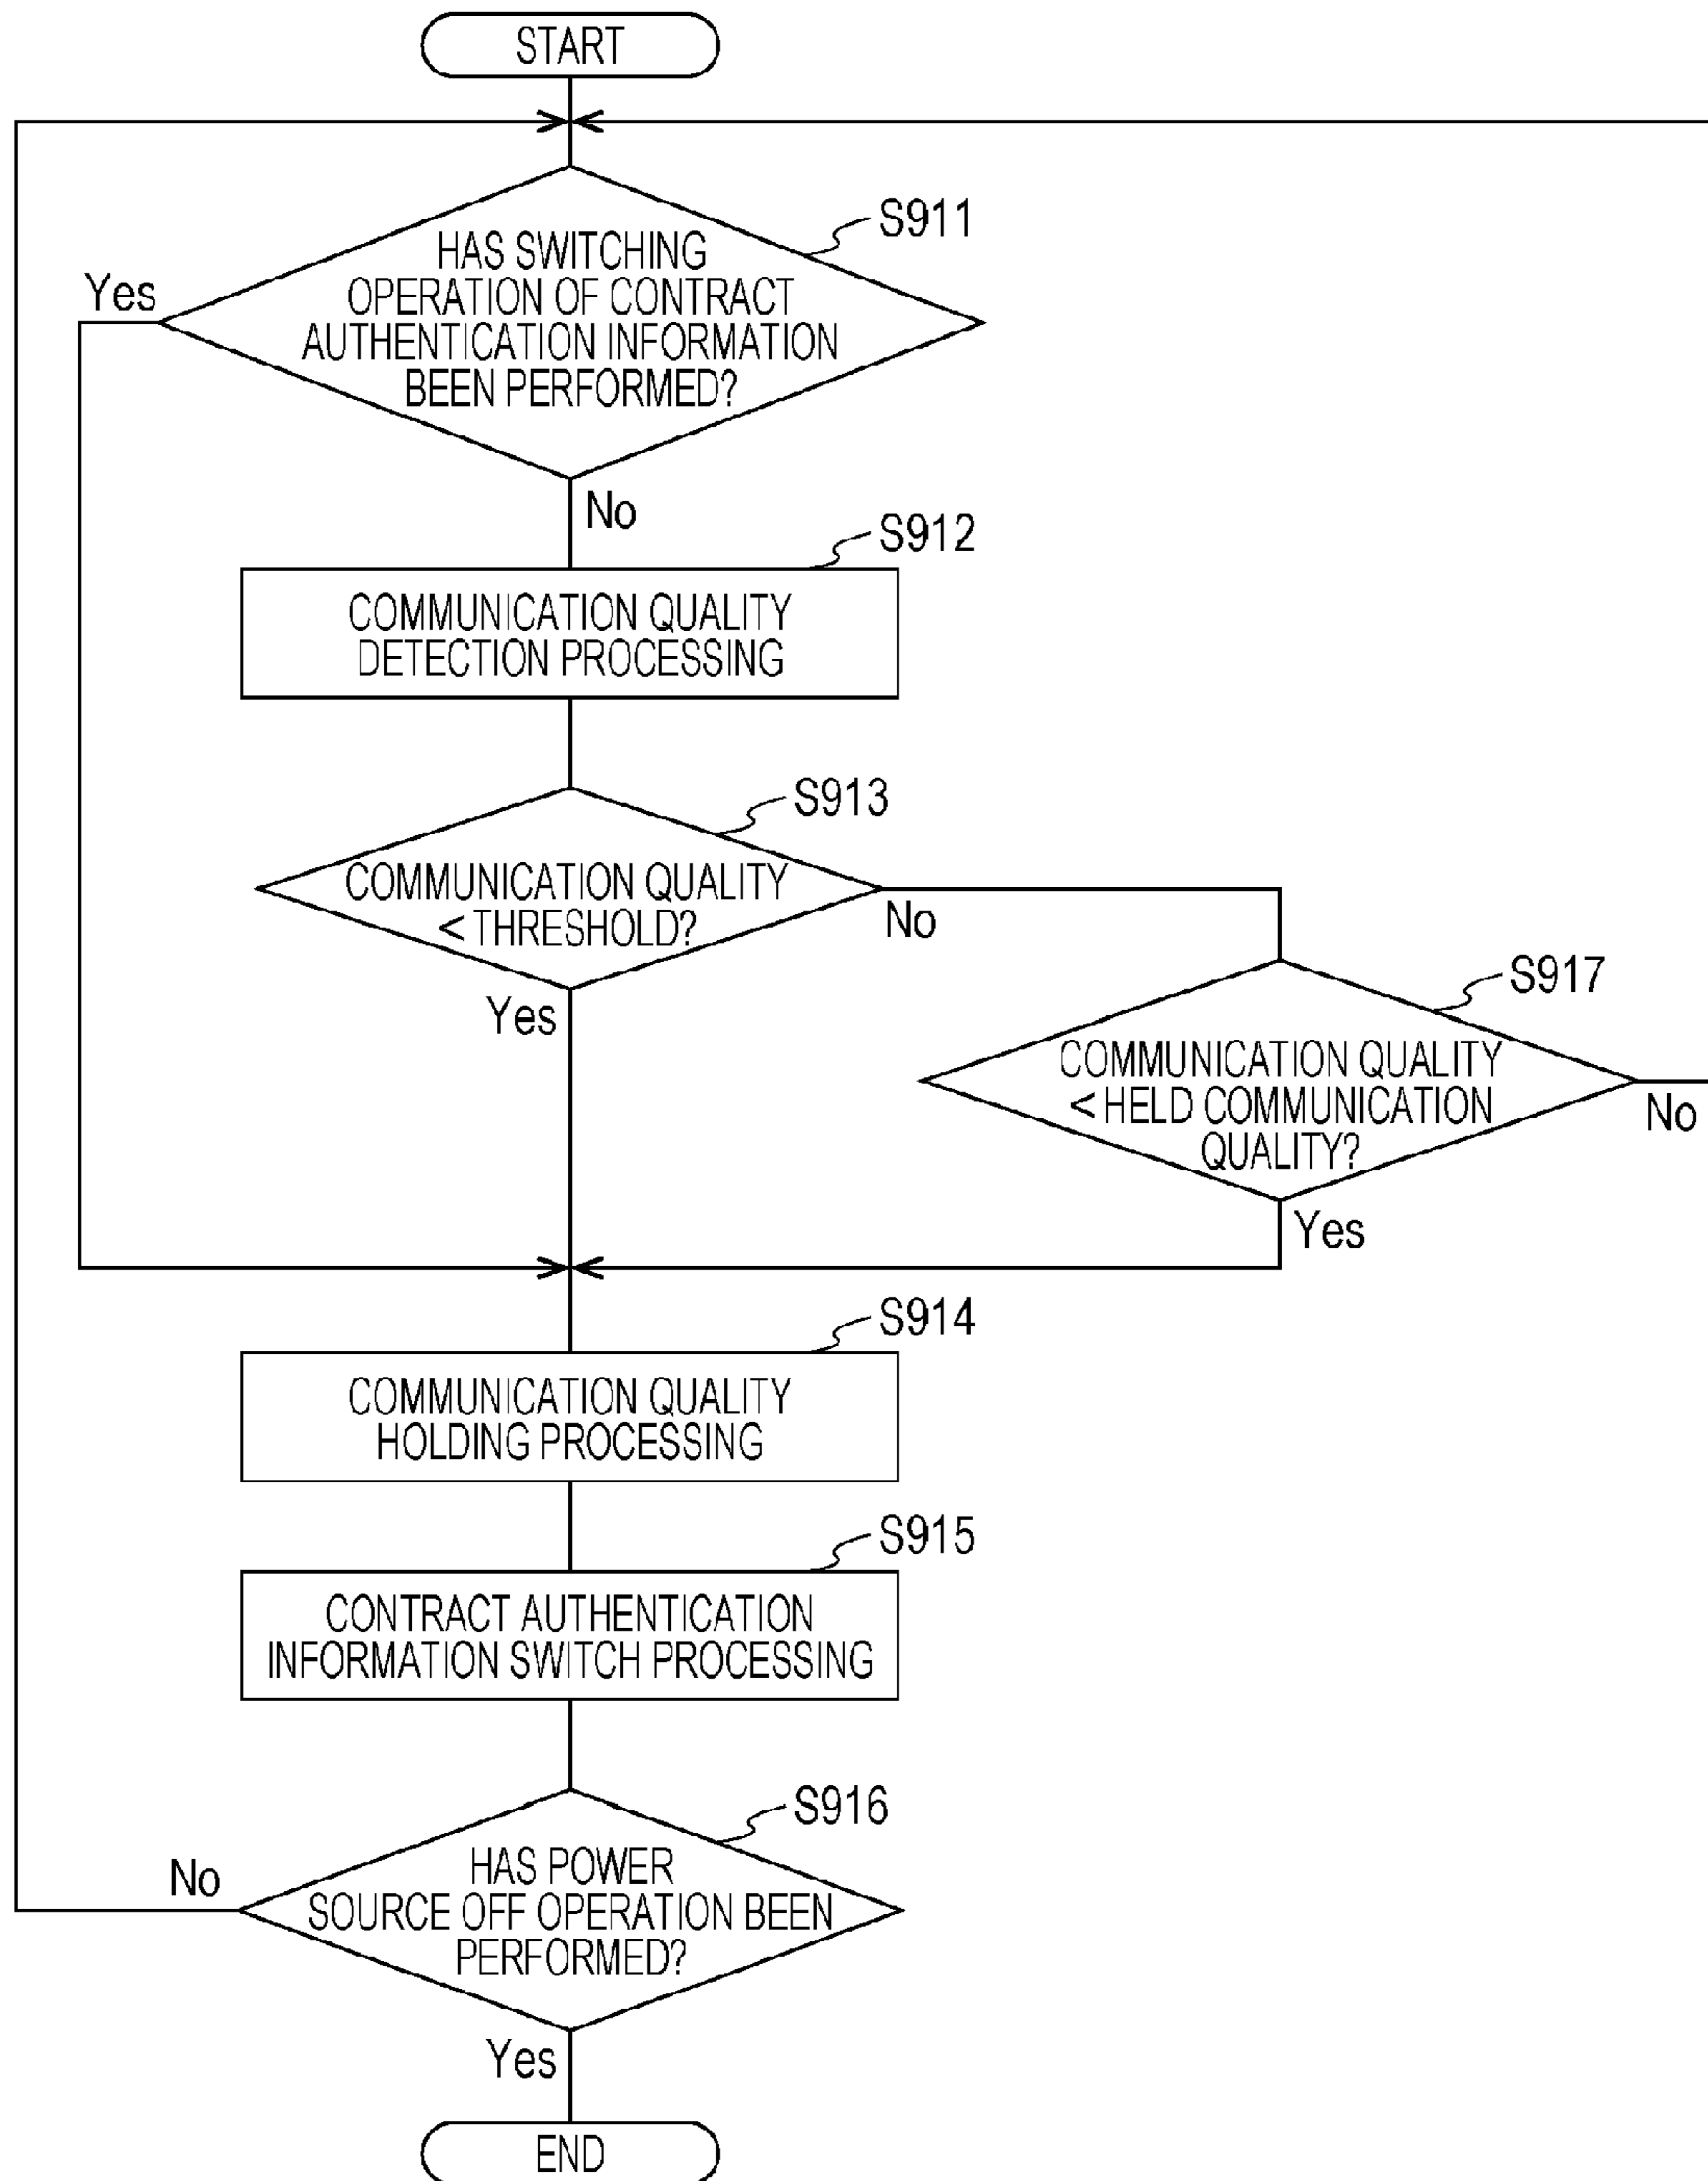 START
S911
HAS SWITCHING
OPERATION OF CONTRACT
AUTHENTICATION INFORMATION
BEEN PERFORMED?
Yes
No
S912
COMMUNICATION QUALITY
DETECTION PROCESSING
S913
COMMUNICATION QUALITY
< THRESHOLD?
No
Yes
S917
COMMUNICATION QUALITY
< HELD COMMUNICATION
QUALITY?
No
Yes
S914
COMMUNICATION QUALITY
HOLDING PROCESSING
S915
CONTRACT AUTHENTICATION
INFORMATION SWITCH PROCESSING
S916
HAS POWER
SOURCE OFF OPERATION BEEN
PERFORMED?
No
Yes
END